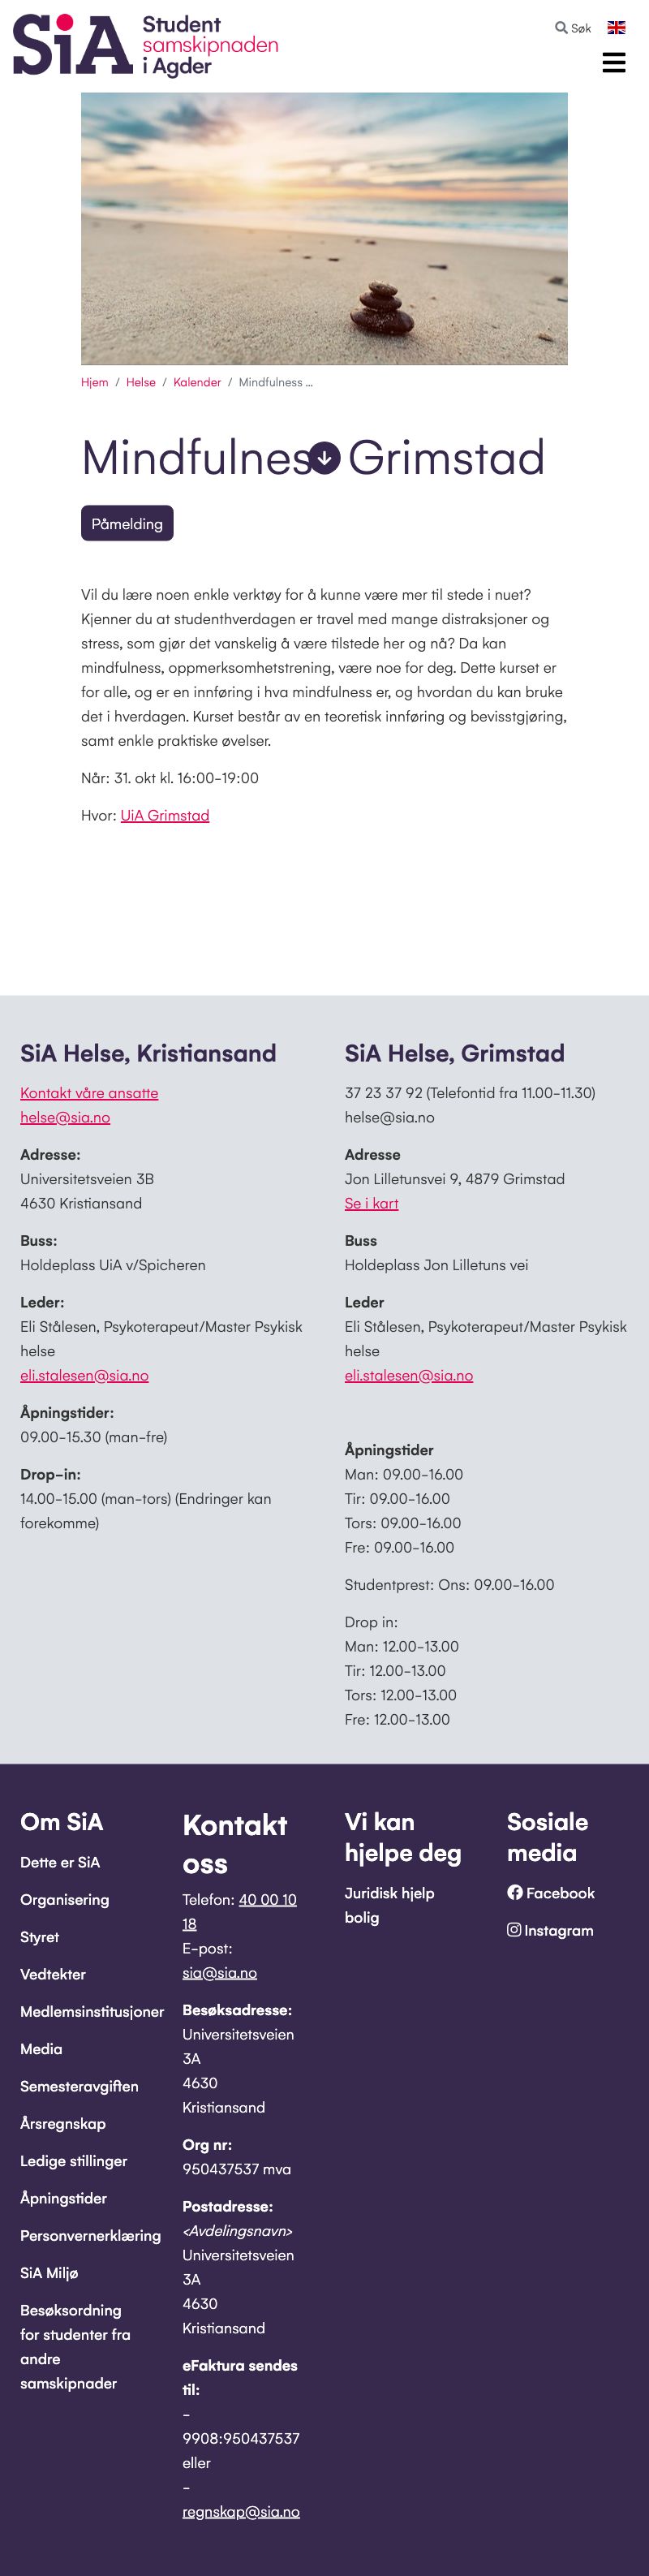 SiA Student
samskipnaden
i Agder
Søk
Hjem / Helse / Kalender / Mindfulness ...
Mindfulnes Grimstad
Påmelding
Vil du lære noen enkle verktøy for å kunne være mer til stede i nuet?
Kjenner du at studenthverdagen er travel med mange distraksjoner og
stress, som gjør det vanskelig å være tilstede her og nå? Da kan
mindfulness, oppmerksomhetstrening, være noe for deg. Dette kurset er
for alle, og er en innføring i hva mindfulness er, og hvordan du kan bruke
det i hverdagen. Kurset består av en teoretisk innføring og bevisstgjøring,
samt enkle praktiske øvelser.
Når: 31. okt kl. 16:00-19:00
Hvor: UiA Grimstad
SiA Helse, Kristiansand
Kontakt våre ansatte
helse@sia.no
Adresse:
Universitetsveien 3B
4630 Kristiansand
Buss:
Holdeplass UiA v/Spicheren
Leder:
Eli Stålesen, Psykoterapeut/Master Psykisk
helse
eli.stalesen@sia.no
Åpningstider:
09.00-15.30 (man-fre)
Drop-in:
14.00-15.00 (man-tors) (Endringer kan
forekomme)
SiA Helse, Grimstad
37 23 37 92 (Telefontid fra 11.00-11.30)
helse@sia.no
Adresse
Jon Lilletunsvei 9, 4879 Grimstad
Se i kart
Buss
Holdeplass Jon Lilletuns vei
Leder
Eli Stålesen, Psykoterapeut/Master Psykisk
helse
eli.stalesen@sia.no
Åpningstider
Man: 09.00-16.00
Tir: 09.00-16.00
Tors: 09.00-16.00
Fre: 09.00-16.00
Studentprest: Ons: 09.00-16.00
Drop in:
Man: 12.00-13.00
Tir: 12.00-13.00
Tors: 12.00-13.00
Fre: 12.00-13.00
Om SiA
Dette er SiA
Organisering
Styret
Vedtekter
Medlemsinstitusjoner
Media
Semesteravgiften
Årsregnskap
Ledige stillinger
Åpningstider
Personvernerklæring
SiA Miljø
Besøksordning
for studenter fra
andre
samskipnader
Kontakt
oss
Telefon: 40 00 10
18
E-post:
sia@sia.no
Besøksadresse:
Universitetsveien
3A
4630
Kristiansand
Org nr:
950437537 mva
Postadresse:
<Avdelingsnavn>
Universitetsveien
3A
4630
Kristiansand
eFaktura sendes
til:
-
9908:950437537
eller
-
regnskap@sia.no
Vi kan
hjelpe deg
Juridisk hjelp
bolig
Sosiale
media
Facebook
Instagram